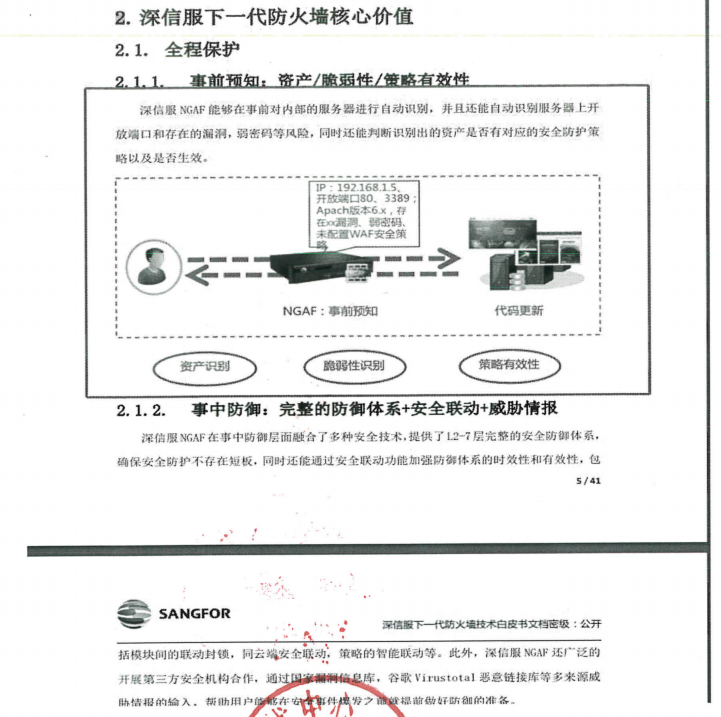 2. 深信服下一代防火墙核心价值
2.1. 全程保护
2.1.1. 事前预知：资产/脆弱性/策略有效性
深信服 NGAF 能够在事前对内部的服务器进行自动识别，并且还能自动识别服务器上开
放端口和存在的漏洞，弱密码等风险，同时还能判断识别出的资产是否有对应的安全防护策
略以及是否生效。
IP：192.168.1.5、
开放端口80、3389；
Apach版本6.x，存
在xx漏洞、弱密码、
未配置WAF安全策
略
NGAF：事前预知
代码更新
资产识别
脆弱性识别
策略有效性
2.1.2. 事中防御：完整的防御体系+安全联动+威胁情报
深信服 NGAF 在事中防御层面融合了多种安全技术，提供了 L2-7 层完整的安全防御体系，
确保安全防护不存在短板，同时还能通过安全联动功能加强防御体系的时效性和有效性，包
5 / 41
SANGFOR
深信服下一代防火墙技术白皮书文档密级：公开
括模块间的联动封锁，同云端安全联动，策略的智能联动等。此外，深信服 NGAF 还广泛的
开展第三方安全机构合作，通过国家漏洞信息库，谷歌 Virustotal 恶意链接库等多来源威
胁情报的输入，帮助用户能够在安全事件爆发之前就提前做好防御的准备。
中心